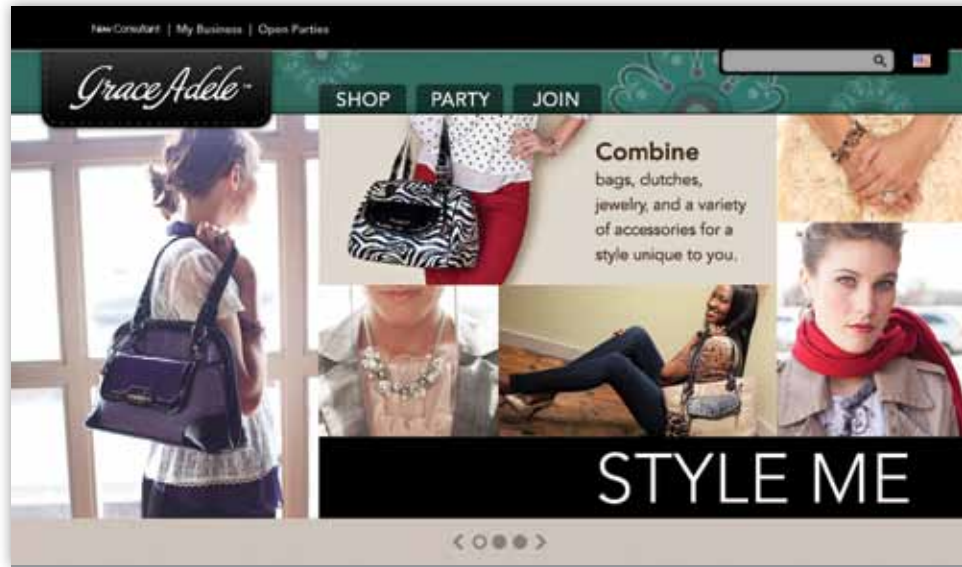 New Consultant | My Business | Open Parties
Grace Adele™
SHOP PARTY JOIN
Combine
bags, clutches,
jewelry, and a variety
of accessories for a
style unique to you.
STYLE ME